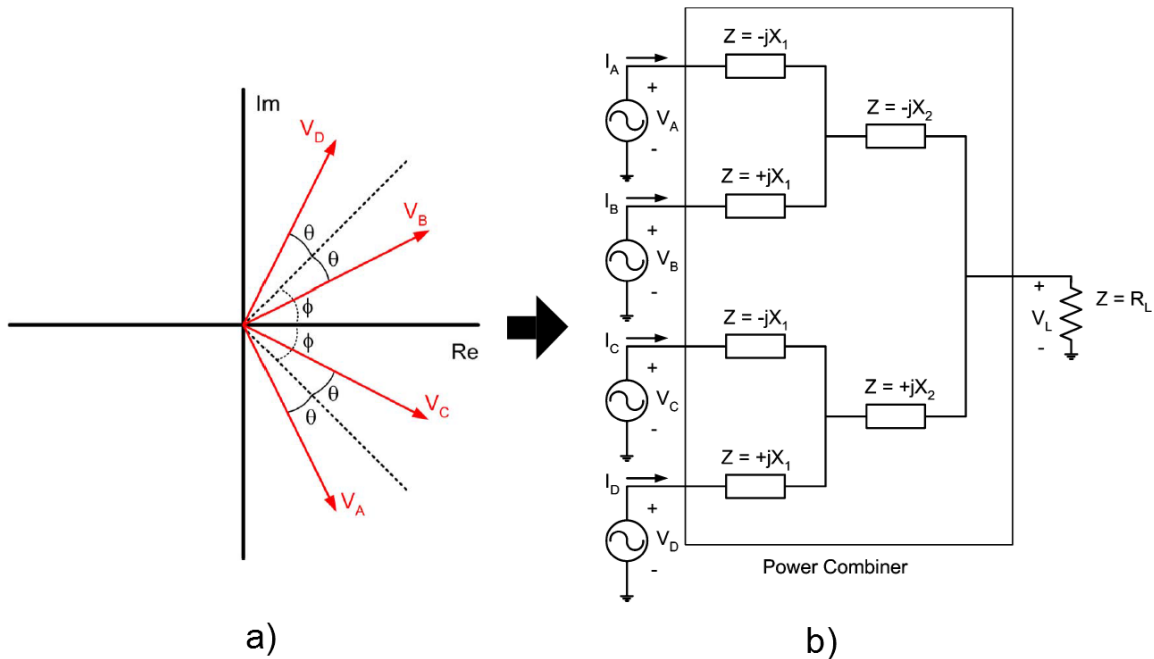 Im
V_D
V_B
θ
θ
ϕ
ϕ
Re
θ
θ
V_C
V_A
a)
Z = -jX_1
I_A
+
V_A
-
Z = -jX_2
Z = +jX_1
I_B
+
V_B
-
Z = -jX_1
I_C
+
V_C
-
Z = +jX_2
Z = +jX_1
I_D
+
V_D
-
+
V_L
-
Z = R_L
Power Combiner
b)